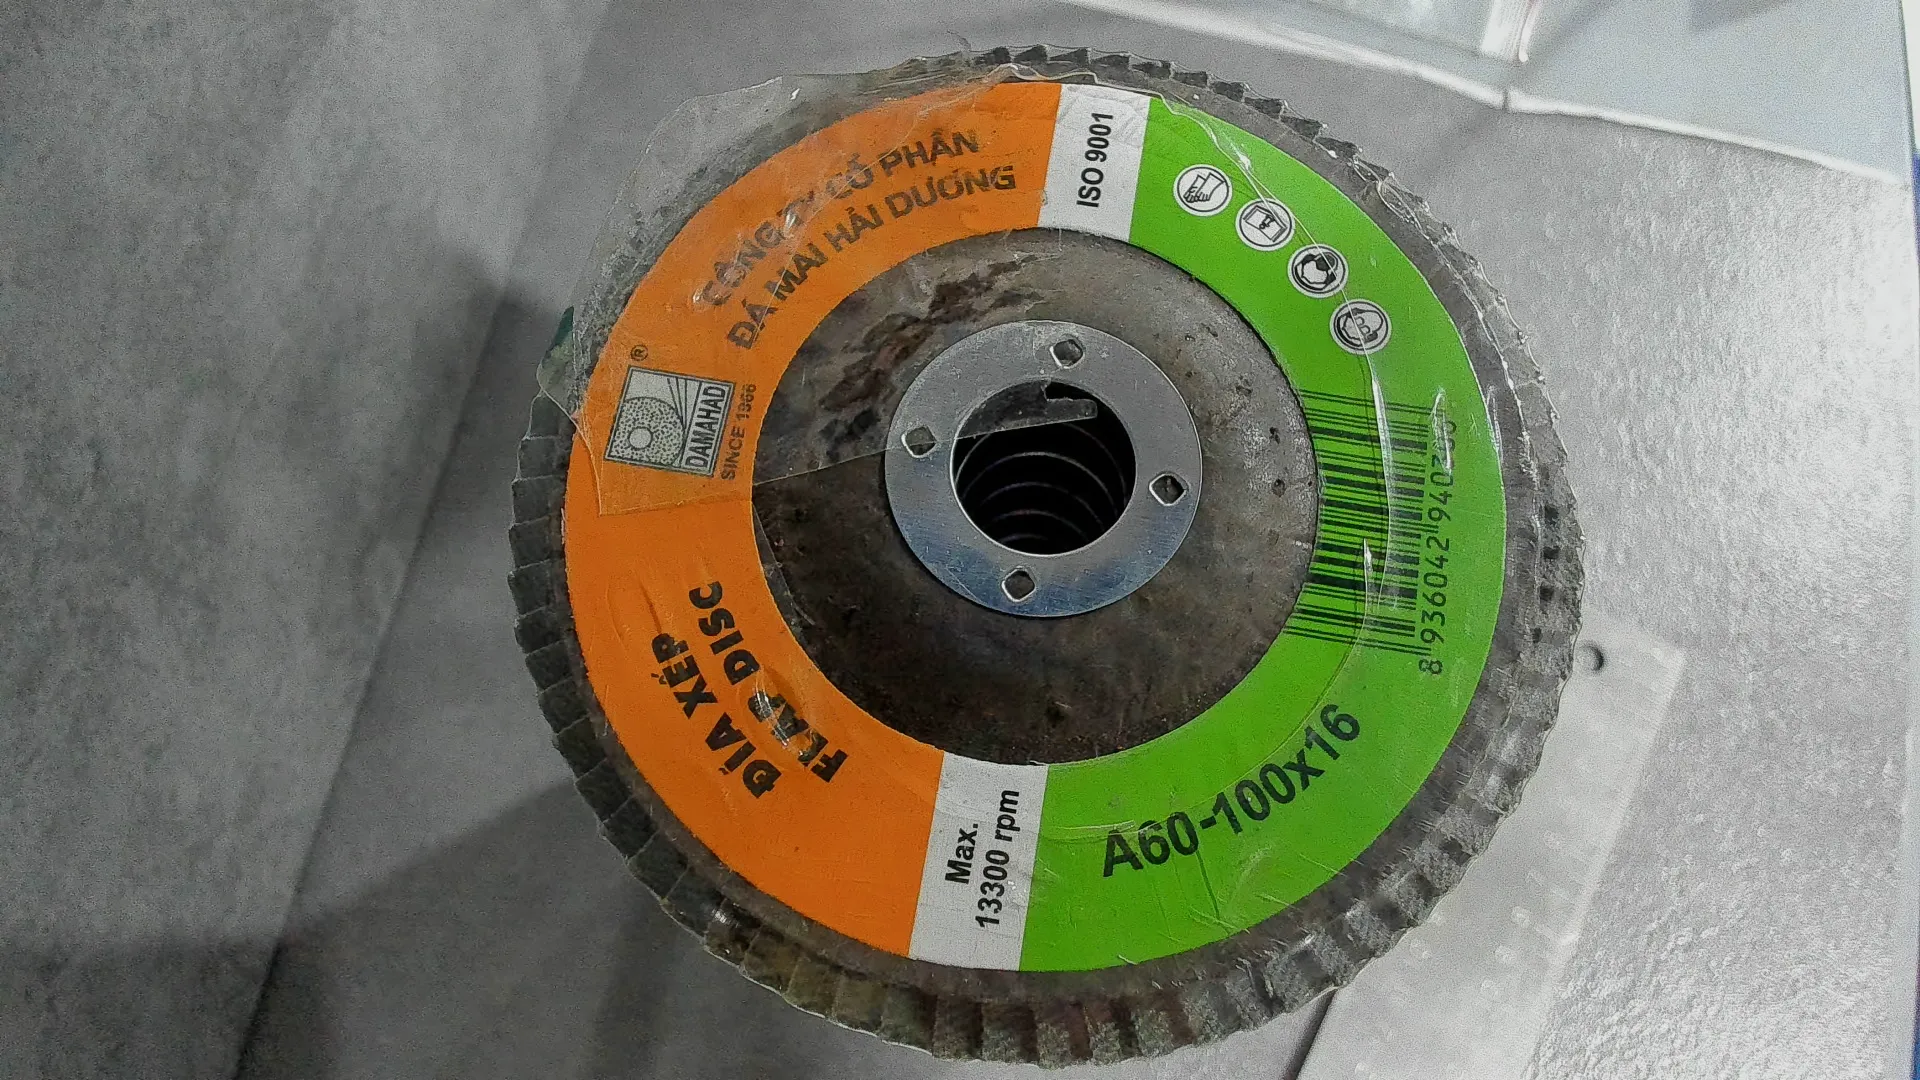 CÔNG TY CỔ PHẦN
ĐÁ MÀI HẢI DƯƠNG
ISO 9001
®
DAMAHAD
SINCE 1966
ĐĨA XẾP
FLAP DISC
Max.
13300 rpm
A60-100x16